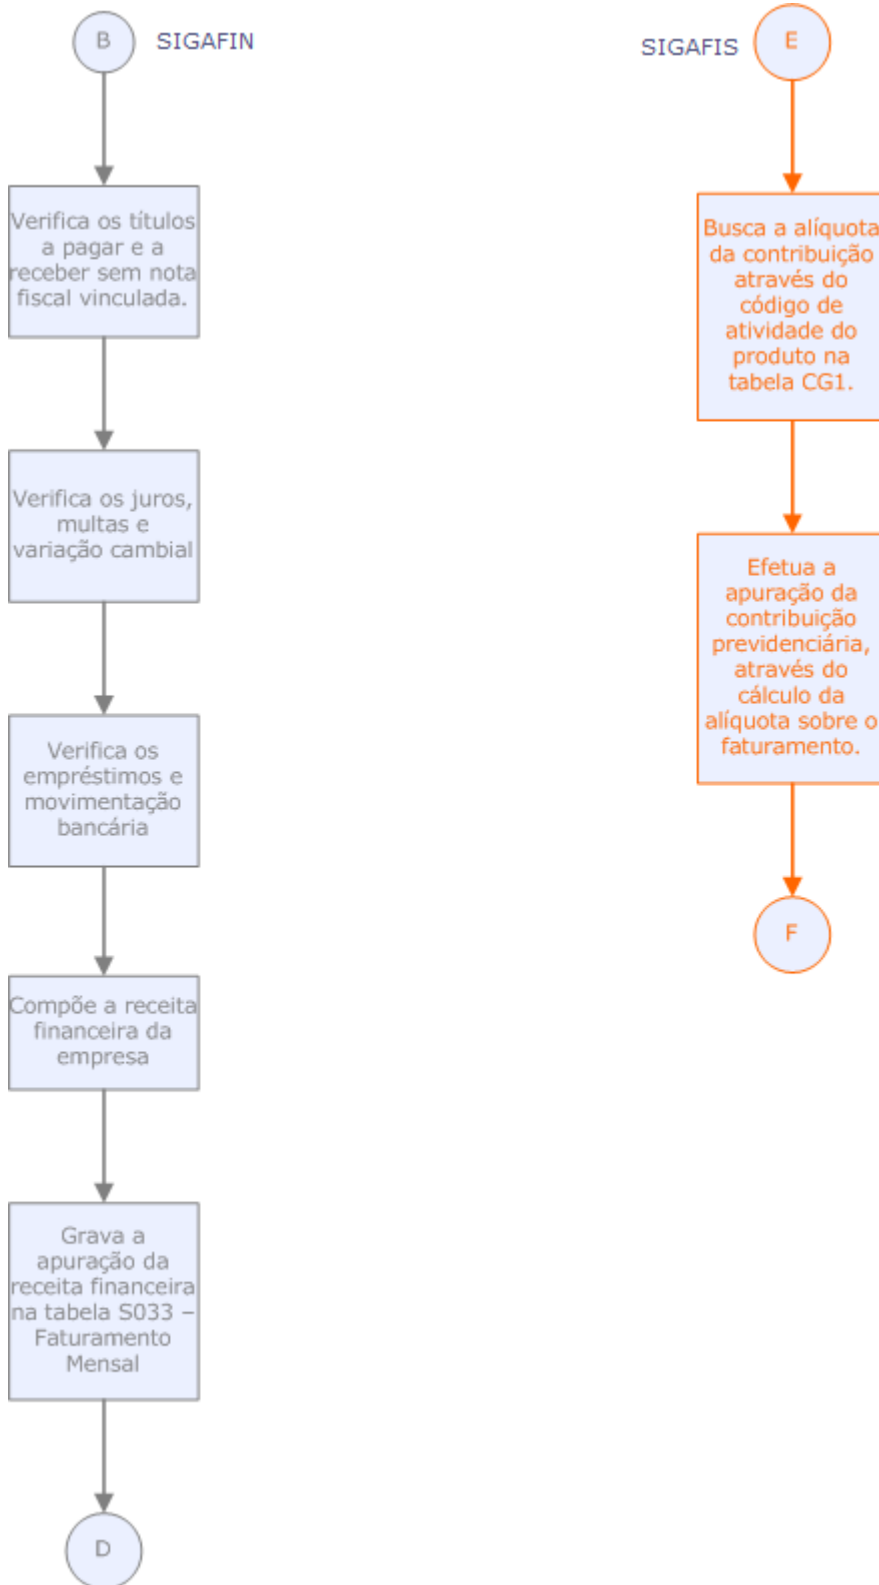 B
SIGAFIN
Verifica os títulos
a pagar e a
receber sem nota
fiscal vinculada.
Verifica os juros,
multas e
variação cambial
Verifica os
empréstimos e
movimentação
bancária
Compõe a receita
financeira da
empresa
Grava a
apuração da
receita financeira
na tabela S033 –
Faturamento
Mensal
D
SIGAFIS
E
Busca a alíquota
da contribuição
através do
código de
atividade do
produto na
tabela CG1.
Efetua a
apuração da
contribuição
previdenciária,
através do
cálculo da
alíquota sobre o
faturamento.
F